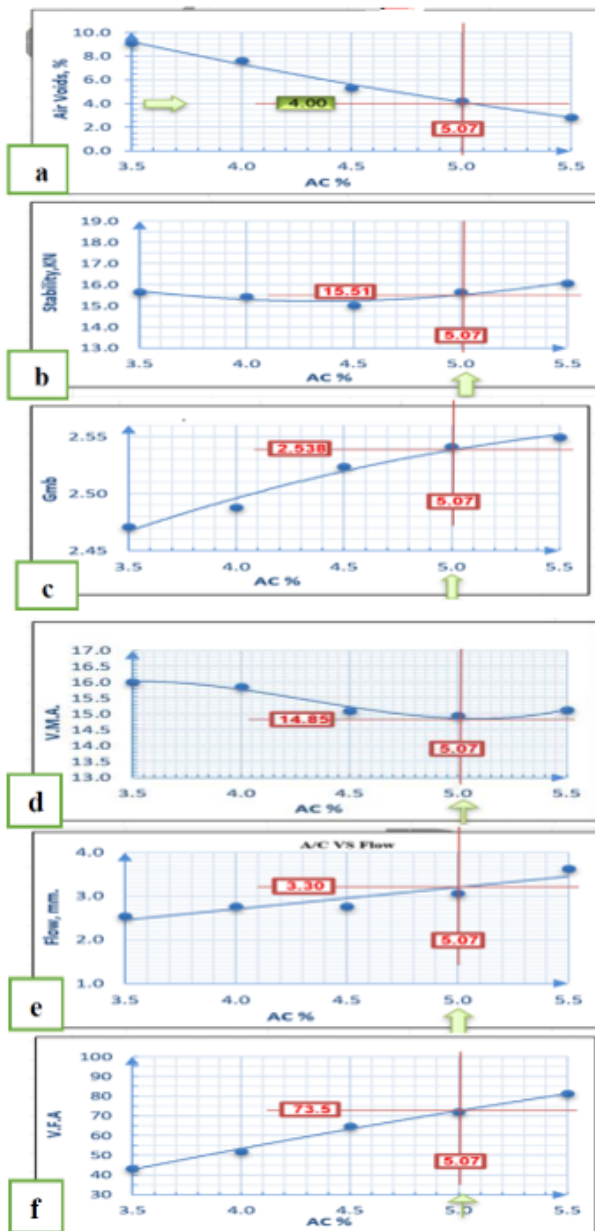 10.0
8.0
Air Voids, %
6.0
4.0
4.00
2.0
5.07
0.0
3.5 4.0 4.5 5.0 5.5
AC %
a
19.0
18.0
17.0
Stability,KN
16.0
15.51
15.0
14.0
5.07
13.0
3.5 4.0 4.5 5.0 5.5
AC %
b
2.55
2.538
Gmb
2.50
5.07
2.45
3.5 4.0 4.5 5.0 5.5
AC %
c
17.0
16.5
16.0
15.5
V.M.A.
15.0
14.85
14.5
14.0
5.07
13.5
13.0
3.5 4.0 4.5 5.0 5.5
AC %
d
A/C VS Flow
4.0
3.30
3.0
Flow, mm.
2.0
5.07
1.0
3.5 4.0 4.5 5.0 5.5
AC %
e
100
90
80
V.F.A
70
73.5
60
50
5.07
40
30
3.5 4.0 4.5 5.0 5.5
AC %
f